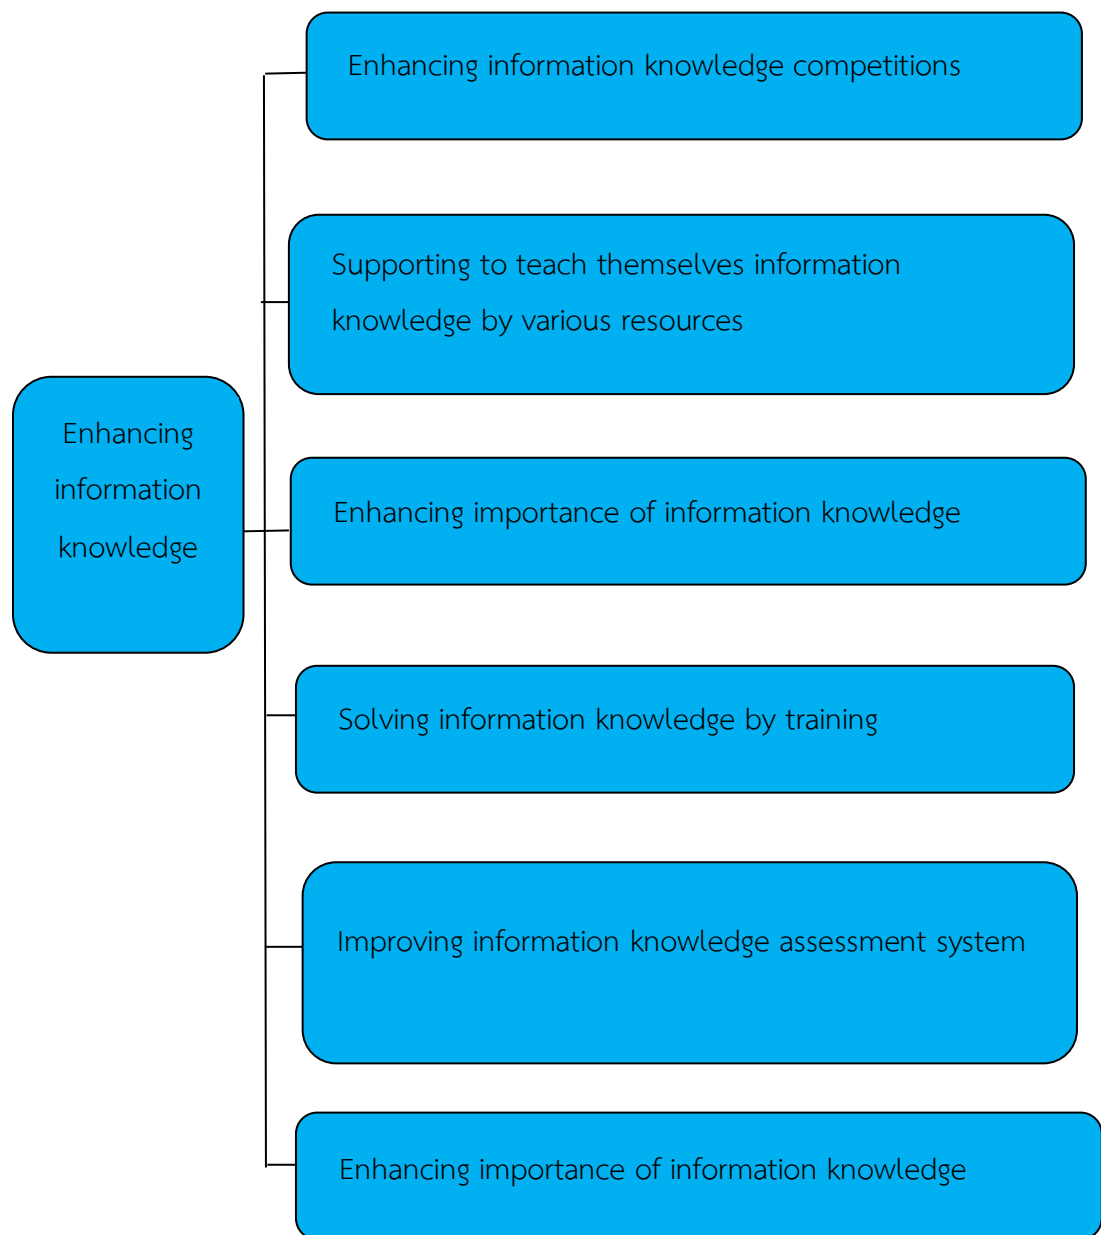 Enhancing information knowledge competitions
Supporting to teach themselves information
knowledge by various resources
Enhancing
information
knowledge
Enhancing importance of information knowledge
Solving information knowledge by training
Improving information knowledge assessment system
Enhancing importance of information knowledge